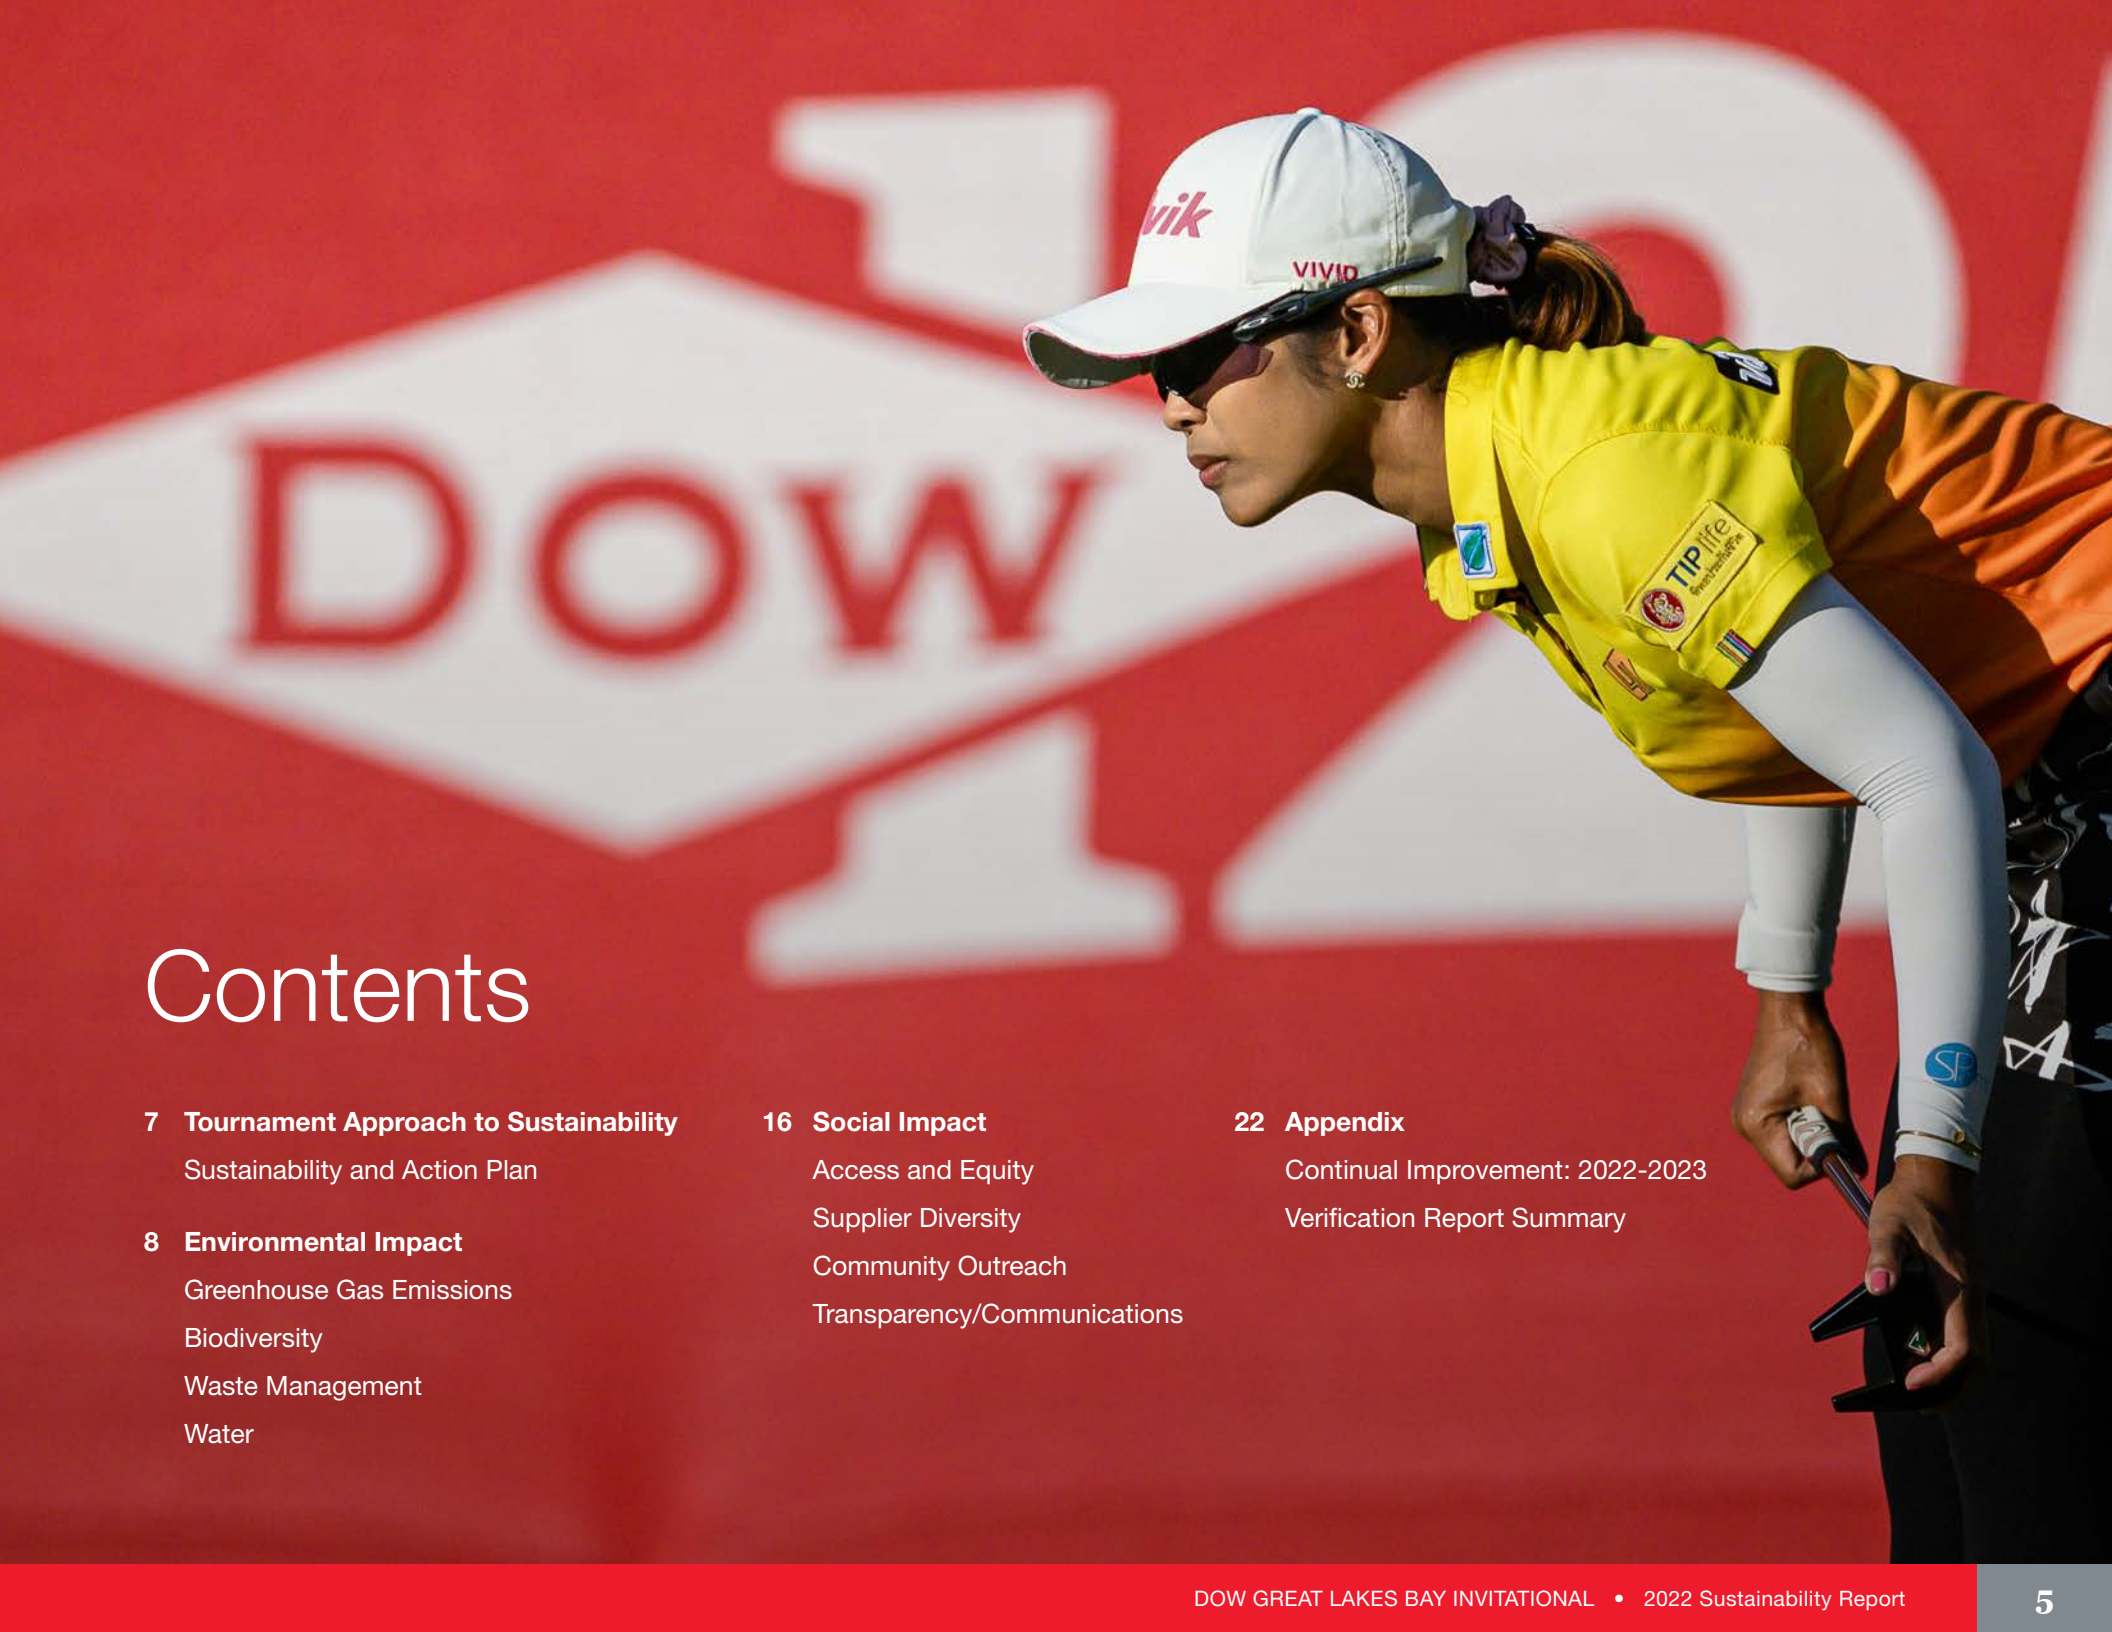 DOW
12
vik
VIVID
TIP life
SP
Contents
7 Tournament Approach to Sustainability
Sustainability and Action Plan
8 Environmental Impact
Greenhouse Gas Emissions
Biodiversity
Waste Management
Water
16 Social Impact
Access and Equity
Supplier Diversity
Community Outreach
Transparency/Communications
22 Appendix
Continual Improvement: 2022-2023
Verification Report Summary
DOW GREAT LAKES BAY INVITATIONAL • 2022 Sustainability Report
5